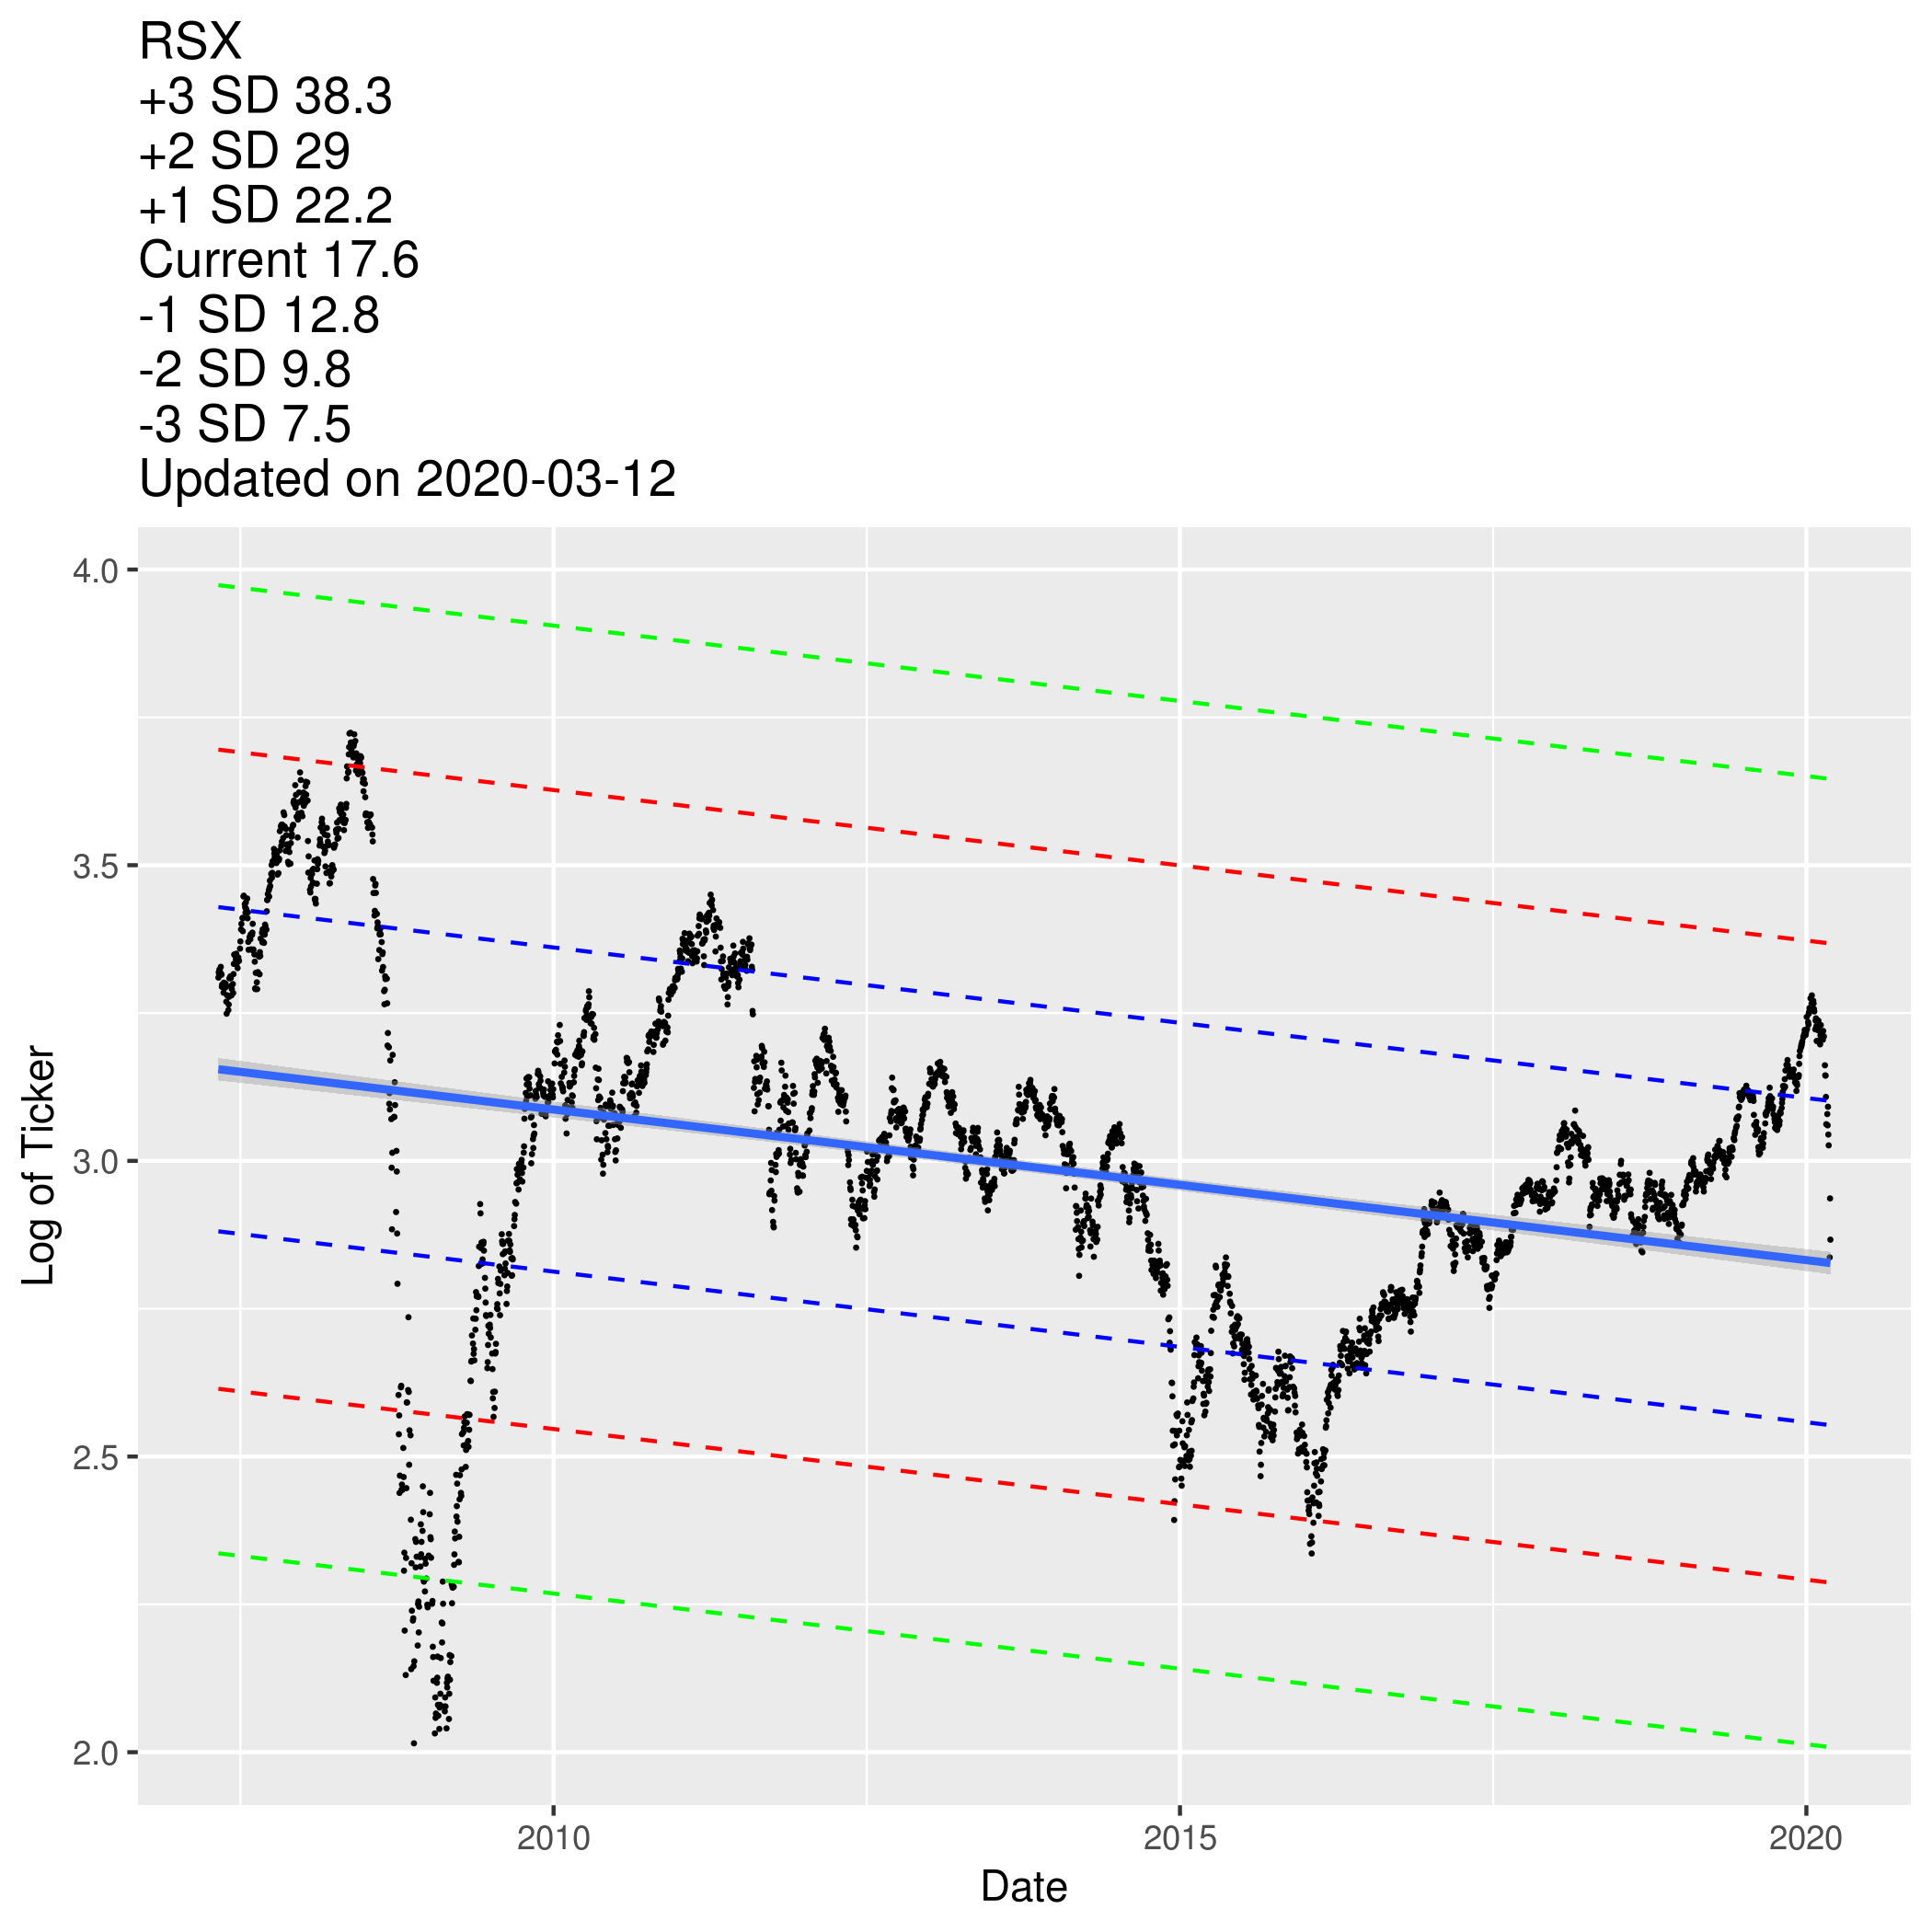 RSX
+3 SD 38.3
+2 SD 29
+1 SD 22.2
Current 17.6
-1 SD 12.8
-2 SD 9.8
-3 SD 7.5
Updated on 2020-03-12
4.0
3.5
3.0
2.5
2.0
Log of Ticker
2010
2015
2020
Date